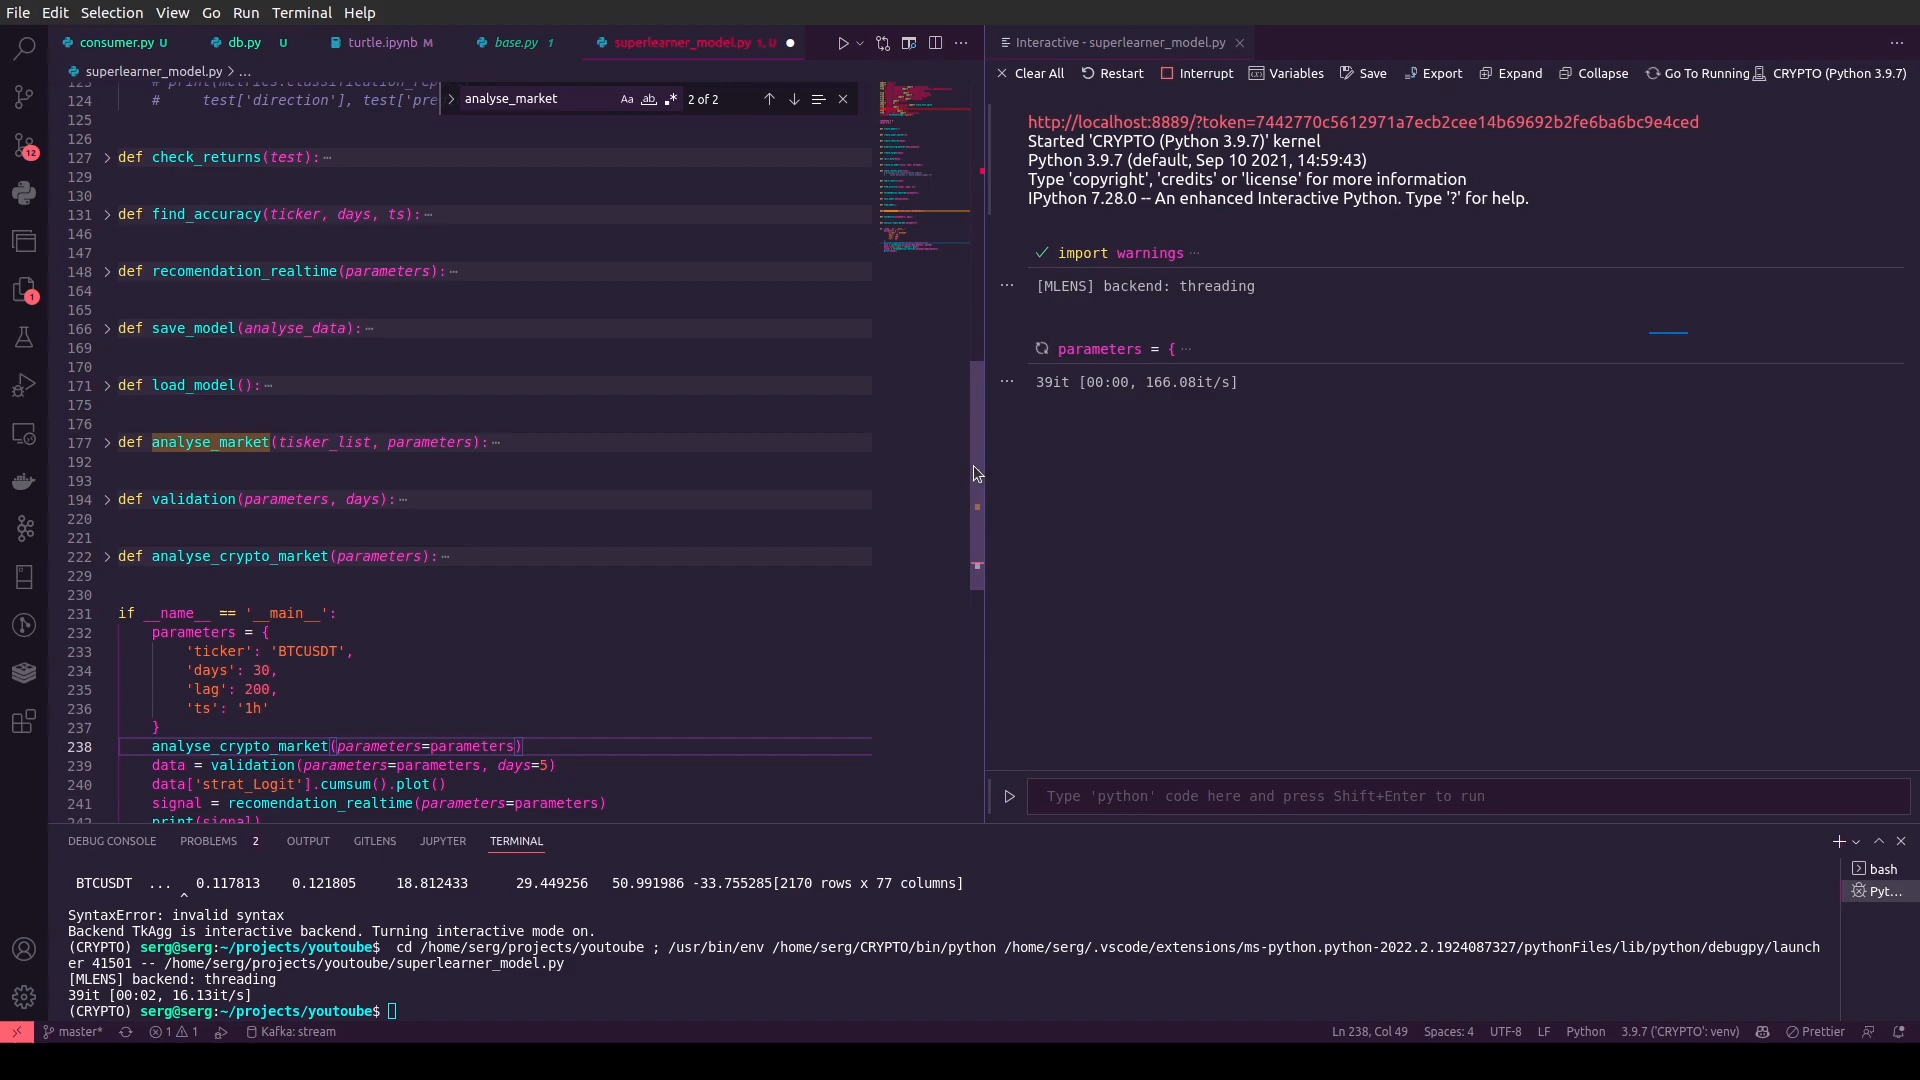 File Edit Selection View Go Run Terminal Help
consumer.py U db.py U turtle.ipynb M base.py 1 superlearner_model.py 1, U
superlearner_model.py > ...
analyse_market Aa ab .* 2 of 2
124 # test['direction'], test['pre
125
126
127 def check_returns(test):
129
130
131 def find_accuracy(ticker, days, ts):
146
147
148 def recomendation_realtime(parameters):
164
165
166 def save_model(analyse_data):
169
170
171 def load_model():
175
176
177 def analyse_market(tisker_list, parameters):
192
193
194 def validation(parameters, days):
220
221
222 def analyse_crypto_market(parameters):
229
230
231 if __name__ == '__main__':
232 parameters = {
233 'ticker': 'BTCUSDT',
234 'days': 30,
235 'lag': 200,
236 'ts': '1h'
237 }
238 analyse_crypto_market(parameters=parameters)
239 data = validation(parameters=parameters, days=5)
240 data['strat_Logit'].cumsum().plot()
241 signal = recomendation_realtime(parameters=parameters)
242 print(signal)
Interactive - superlearner_model.py
Clear All Restart Interrupt Variables Save Export Expand Collapse Go To Running CRYPTO (Python 3.9.7)
http://localhost:8889/?token=7442770c5612971a7ecb2cee14b69692b2fe6ba6bc9e4ced
Started 'CRYPTO (Python 3.9.7)' kernel
Python 3.9.7 (default, Sep 10 2021, 14:59:43)
Type 'copyright', 'credits' or 'license' for more information
IPython 7.28.0 -- An enhanced Interactive Python. Type '?' for help.
import warnings ...
[MLENS] backend: threading
parameters = { ...
39it [00:00, 166.08it/s]
Type 'python' code here and press Shift+Enter to run
DEBUG CONSOLE PROBLEMS 2 OUTPUT GITLENS JUPYTER TERMINAL
BTCUSDT ... 0.117813 0.121805 18.812433 29.449256 50.991986 -33.755285[2170 rows x 77 columns]
^
SyntaxError: invalid syntax
Backend TkAgg is interactive backend. Turning interactive mode on.
(CRYPTO) serg@serg:~/projects/youtoube$ cd /home/serg/projects/youtoube ; /usr/bin/env /home/serg/CRYPTO/bin/python /home/serg/.vscode/extensions/ms-python.python-2022.2.1924087327/pythonFiles/lib/python/debugpy/launch
er 41501 -- /home/serg/projects/youtoube/superlearner_model.py
[MLENS] backend: threading
39it [00:02, 16.13it/s]
(CRYPTO) serg@serg:~/projects/youtoube$
bash
Pyt...
12
1
master* 1 1 Kafka: stream Ln 238, Col 49 Spaces: 4 UTF-8 LF Python 3.9.7 ('CRYPTO': venv) Prettier